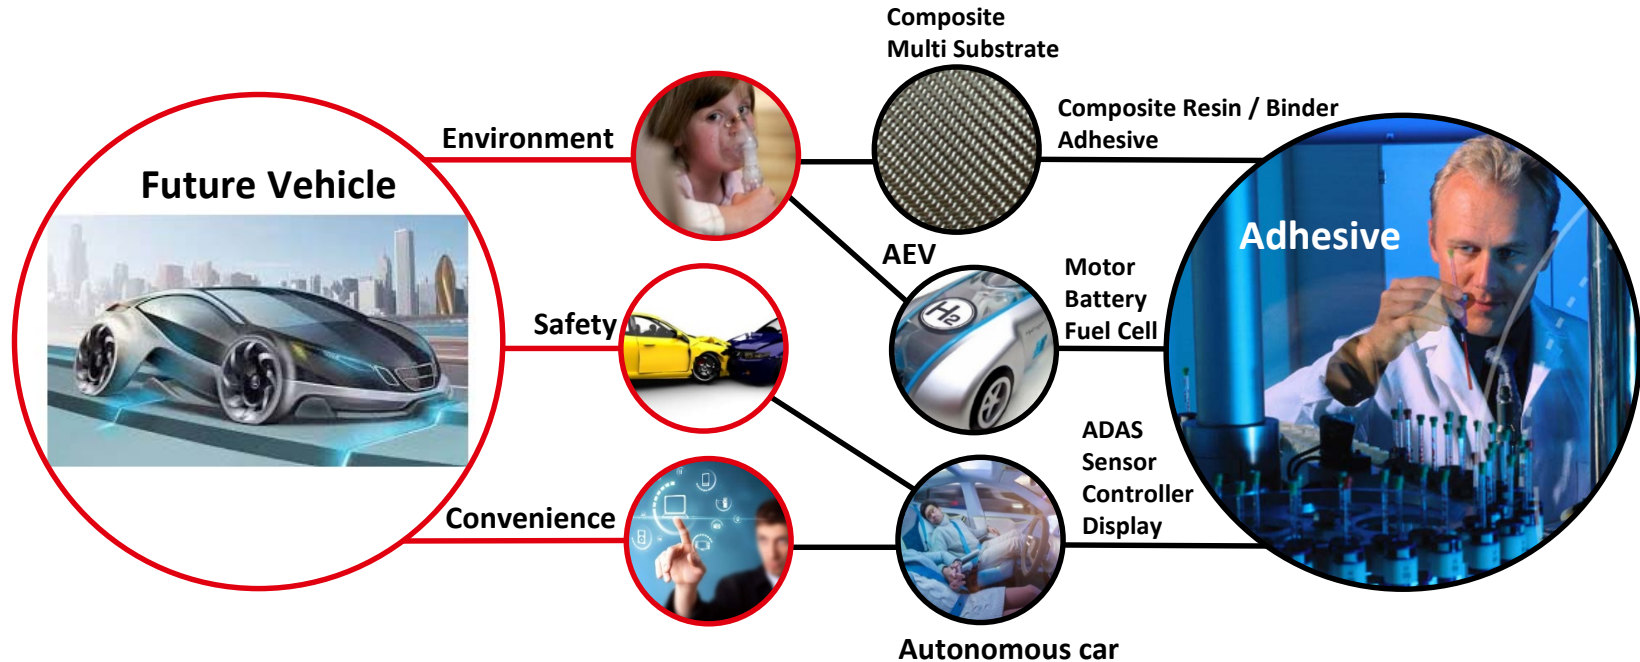 Future Vehicle
Environment
Safety
Convenience
Composite
Multi Substrate
AEV
H2
Autonomous car
Composite Resin / Binder
Adhesive
Motor
Battery
Fuel Cell
ADAS
Sensor
Controller
Display
Adhesive